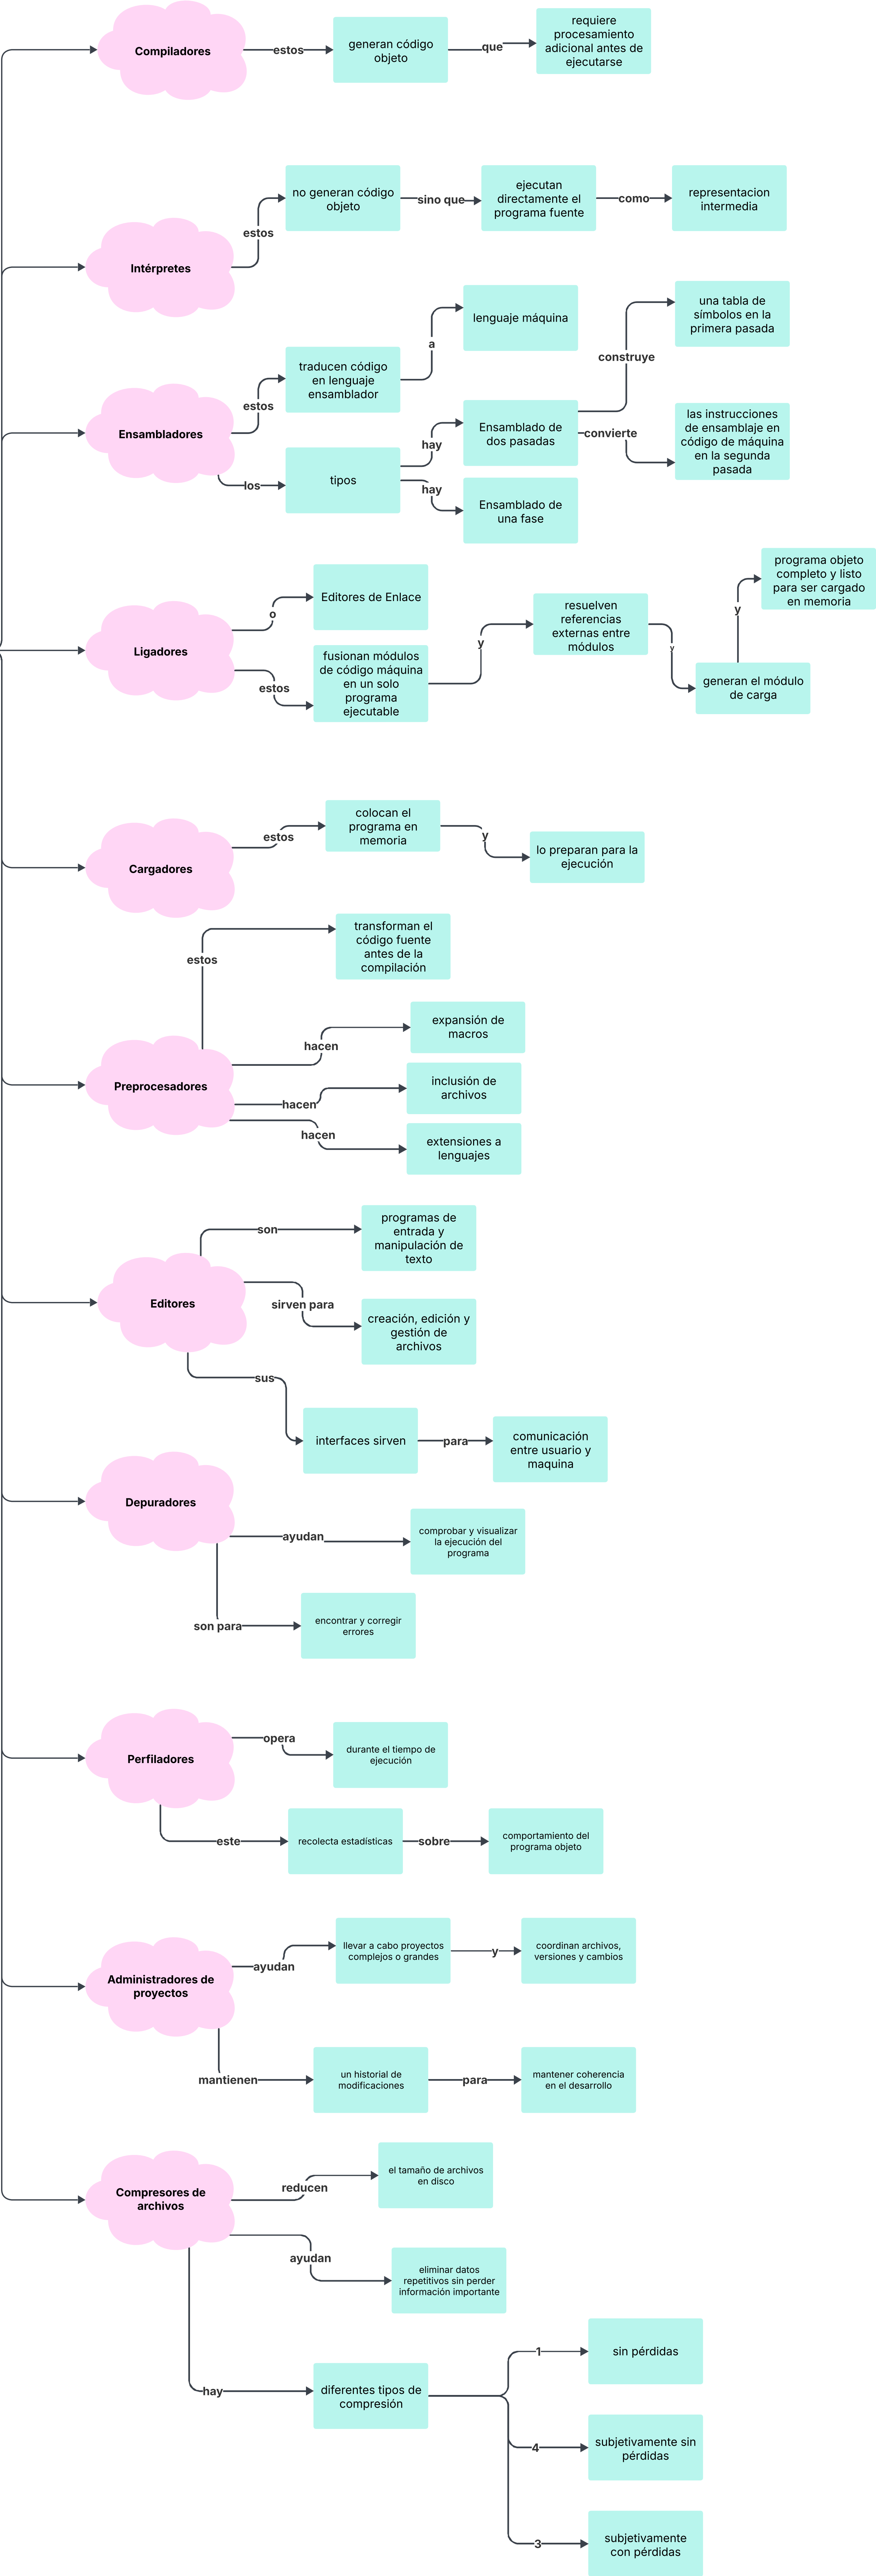 Compiladores
estos
generan código
objeto
que
requiere
procesamiento
adicional antes de
ejecutarse
Intérpretes
estos
no generan código
objeto
sino que
ejecutan
directamente el
programa fuente
como
representacion
intermedia
Ensambladores
estos
traducen código
en lenguaje
ensamblador
a
lenguaje máquina
los
tipos
hay
Ensamblado de
dos pasadas
construye
una tabla de
símbolos en la
primera pasada
convierte
las instrucciones
de ensamblaje en
código de máquina
en la segunda
pasada
hay
Ensamblado de
una fase
Ligadores
o
Editores de Enlace
estos
fusionan módulos
de código máquina
en un solo
programa
ejecutable
y
resuelven
referencias
externas entre
módulos
y
generan el módulo
de carga
y
programa objeto
completo y listo
para ser cargado
en memoria
Cargadores
estos
colocan el
programa en
memoria
y
lo preparan para la
ejecución
Preprocesadores
estos
transforman el
código fuente
antes de la
compilación
hacen
expansión de
macros
hacen
inclusión de
archivos
hacen
extensiones a
lenguajes
Editores
son
programas de
entrada y
manipulación de
texto
sirven para
creación, edición y
gestión de
archivos
sus
interfaces sirven
para
comunicación
entre usuario y
maquina
Depuradores
ayudan
comprobar y visualizar
la ejecución del
programa
son para
encontrar y corregir
errores
Perfiladores
opera
durante el tiempo de
ejecución
este
recolecta estadísticas
sobre
comportamiento del
programa objeto
Administradores de
proyectos
ayudan
llevar a cabo proyectos
complejos o grandes
y
coordinan archivos,
versiones y cambios
mantienen
un historial de
modificaciones
para
mantener coherencia
en el desarrollo
Compresores de
archivos
reducen
el tamaño de archivos
en disco
ayudan
eliminar datos
repetitivos sin perder
información importante
hay
diferentes tipos de
compresión
1
sin pérdidas
4
subjetivamente sin
pérdidas
3
subjetivamente
con pérdidas